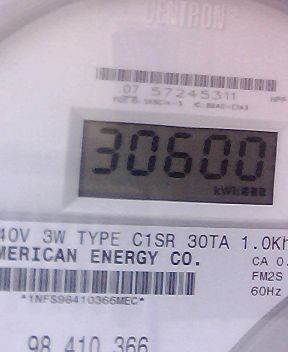 CENTRON
07 57245311
30600
kWh
40V 3W TYPE C1SR 30TA 1.0Kh
MERICAN ENERGY CO.
CA 0.
FM2S
60Hz
*1NFS98410366MEC*
98 410 366